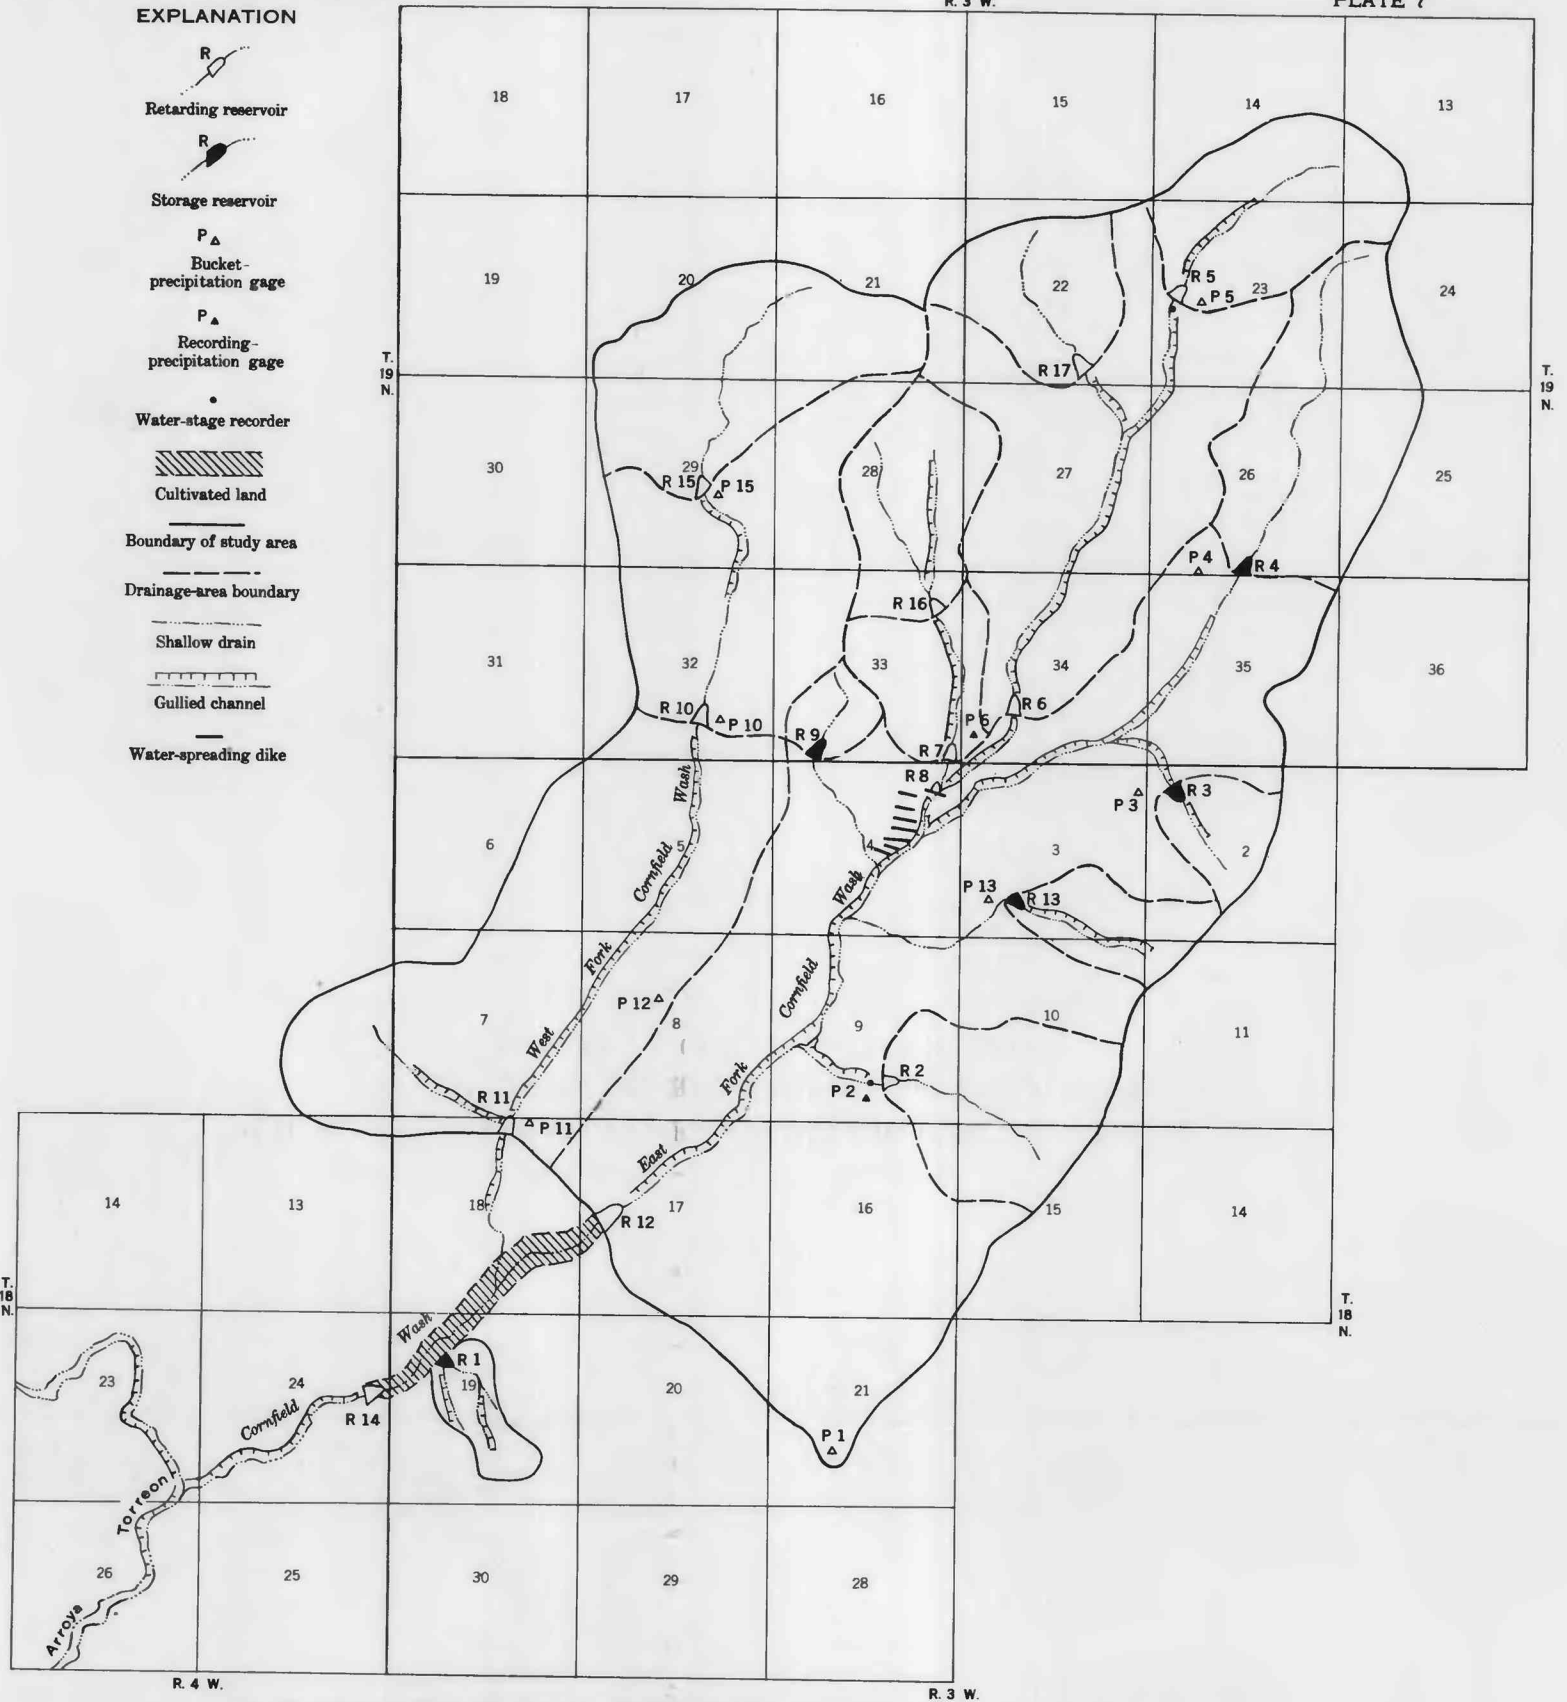 R. 3 W.
PLATE 7
EXPLANATION
R
Retarding reservoir
R
Storage reservoir
P
Bucket-
precipitation gage
P
Recording-
precipitation gage
Water-stage recorder
Cultivated land
Boundary of study area
Drainage-area boundary
Shallow drain
Gullied channel
Water-spreading dike
18
17
16
15
14
13
19
20
21
22
23
24
R 5
P 5
T.
19
N.
R 17
T.
19
N.
30
29
28
27
26
25
R 15
P 15
P 4
R 4
R 16
31
32
33
34
35
36
R 10
P 10
R 9
R 7
P 6
R 6
R 8
P 3
R 3
6
5
4
3
2
Wash
Cornfield
Fork
West
Wash
Cornfield
Fork
East
P 13
R 13
P 12
7
8
9
10
11
R 11
P 11
P 2
R 2
14
13
18
17
16
15
14
R 12
T.
18
N.
T.
18
N.
Wash
R 1
23
24
19
20
21
Cornfield
R 14
P 1
Torreon
Arroya
26
25
30
29
28
R. 4 W.
R. 3 W.